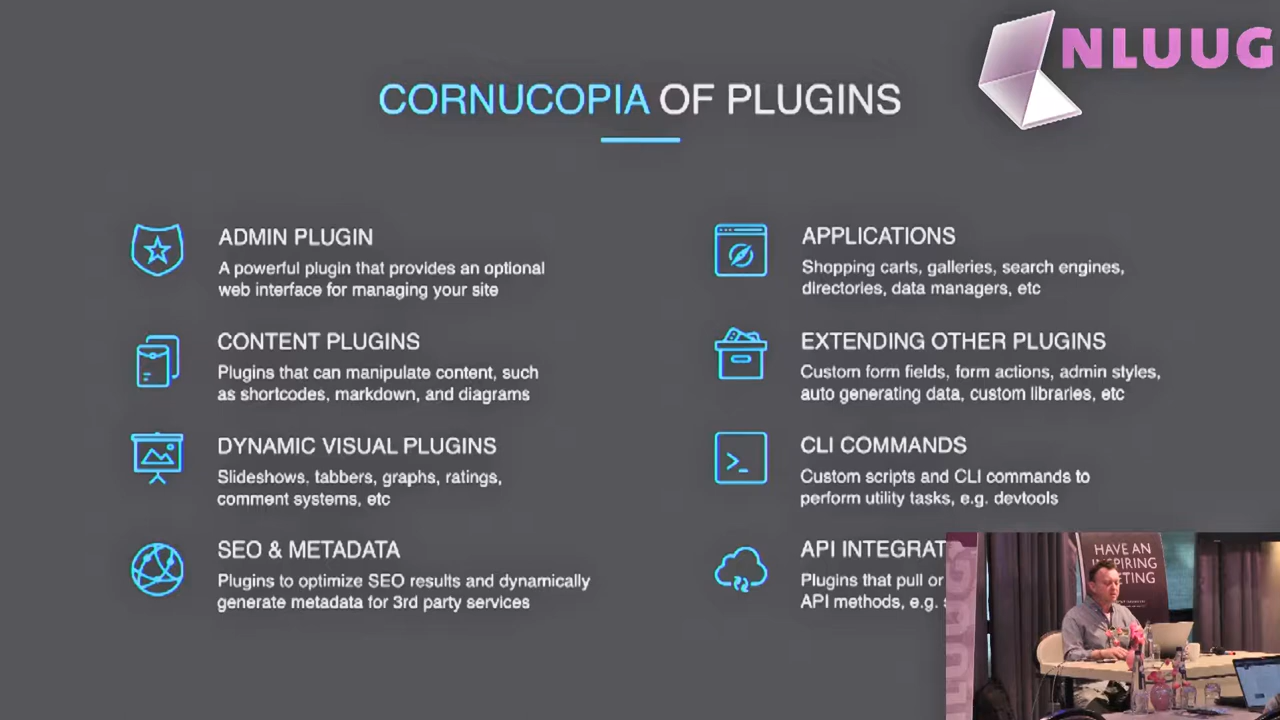 NLUUG
CORNUCOPIA OF PLUGINS
ADMIN PLUGIN
A powerful plugin that provides an optional
web interface for managing your site
CONTENT PLUGINS
Plugins that can manipulate content, such
as shortcodes, markdown, and diagrams
DYNAMIC VISUAL PLUGINS
Slideshows, tabbers, graphs, ratings,
comment systems, etc
SEO & METADATA
Plugins to optimize SEO results and dynamically
generate metadata for 3rd party services
APPLICATIONS
Shopping carts, galleries, search engines,
directories, data managers, etc
EXTENDING OTHER PLUGINS
Custom form fields, form actions, admin styles,
auto generating data, custom libraries, etc
CLI COMMANDS
Custom scripts and CLI commands to
perform utility tasks, e.g. devtools
API INTEGRAT
Plugins that pull or
API methods, e.g.
HAVE AN